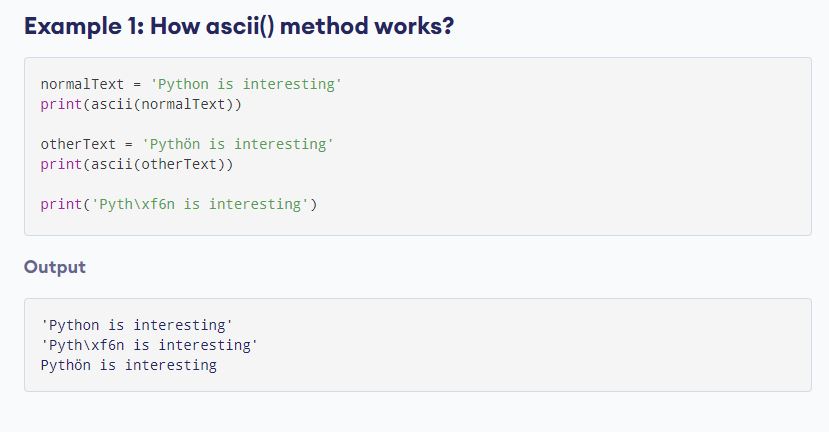 Example 1: How ascii() method works?
normalText = 'Python is interesting'
print(ascii(normalText))
otherText = 'Pythön is interesting'
print(ascii(otherText))
print('Pyth\xf6n is interesting')
Output
'Python is interesting'
'Pyth\xf6n is interesting'
Pythön is interesting